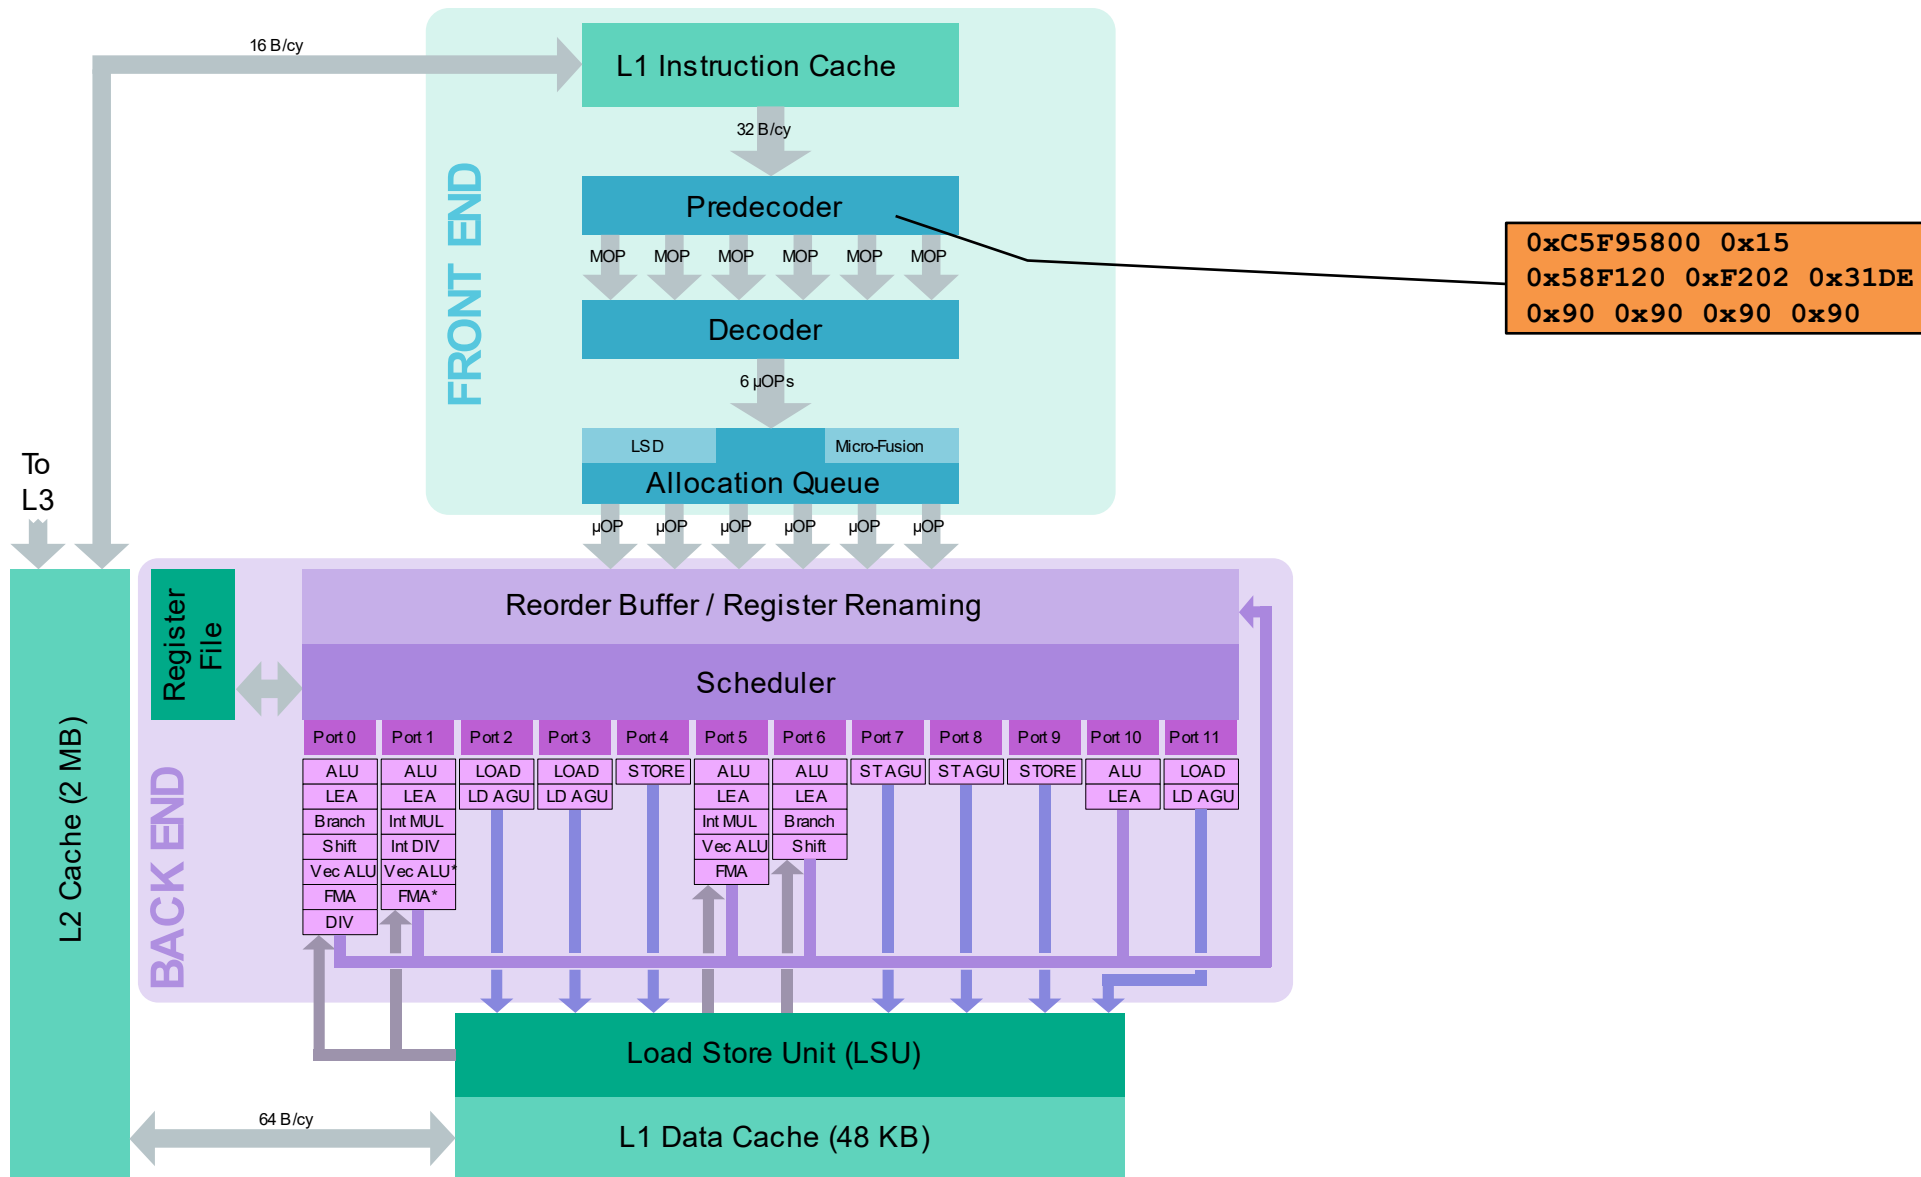 16 B/cy
L1 Instruction Cache
32 B/cy
FRONT END
Predecoder
MOP MOP MOP MOP MOP MOP
Decoder
6 µOPs
LSD
Micro-Fusion
Allocation Queue
µOP µOP µOP µOP µOP µOP
0xC5F95800 0x15
0x58F120 0xF202 0x31DE
0x90 0x90 0x90 0x90
To
L3
L2 Cache (2 MB)
BACK END
Register
File
Reorder Buffer / Register Renaming
Scheduler
Port 0
ALU
LEA
Branch
Shift
Vec ALU
FMA
DIV
Port 1
ALU
LEA
Int MUL
Int DIV
Vec ALU*
FMA*
Port 2
LOAD
LD AGU
Port 3
LOAD
LD AGU
Port 4
STORE
Port 5
ALU
LEA
Int MUL
Vec ALU
FMA
Port 6
ALU
LEA
Branch
Shift
Port 7
ST AGU
Port 8
ST AGU
Port 9
STORE
Port 10
ALU
LEA
Port 11
LOAD
LD AGU
Load Store Unit (LSU)
64 B/cy
L1 Data Cache (48 KB)